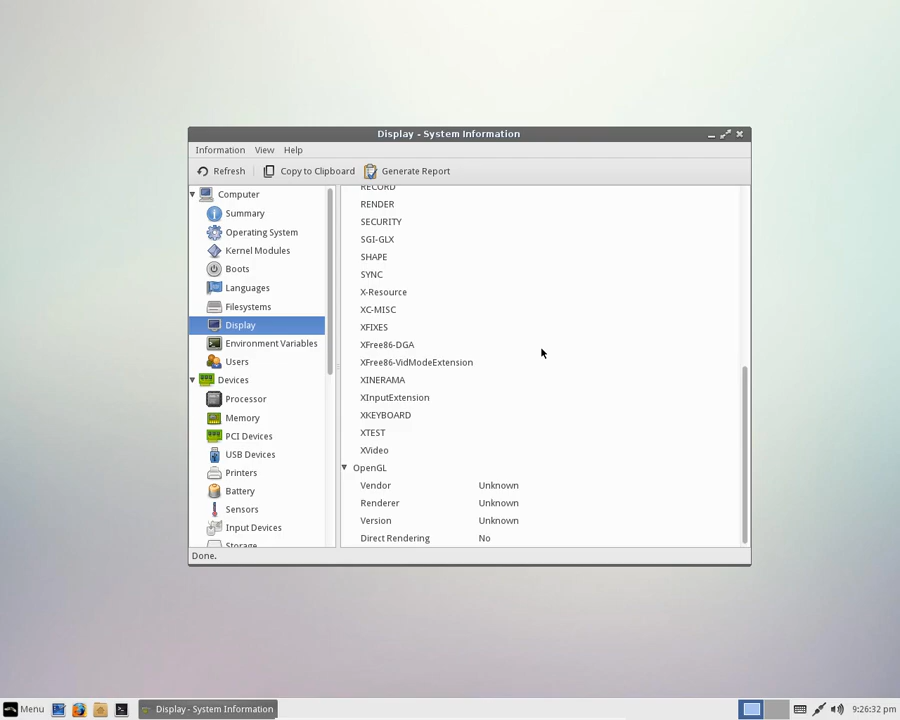 Display - System Information
Information View Help
Refresh Copy to Clipboard Generate Report
Computer
Summary
Operating System
Kernel Modules
Boots
Languages
Filesystems
Display
Environment Variables
Users
Devices
Processor
Memory
PCI Devices
USB Devices
Printers
Battery
Sensors
Input Devices
Storage
RECORD
RENDER
SECURITY
SGI-GLX
SHAPE
SYNC
X-Resource
XC-MISC
XFIXES
XFree86-DGA
XFree86-VidModeExtension
XINERAMA
XInputExtension
XKEYBOARD
XTEST
XVideo
OpenGL
Vendor Unknown
Renderer Unknown
Version Unknown
Direct Rendering No
Done.
Menu Display - System Information 9:26:32 pm